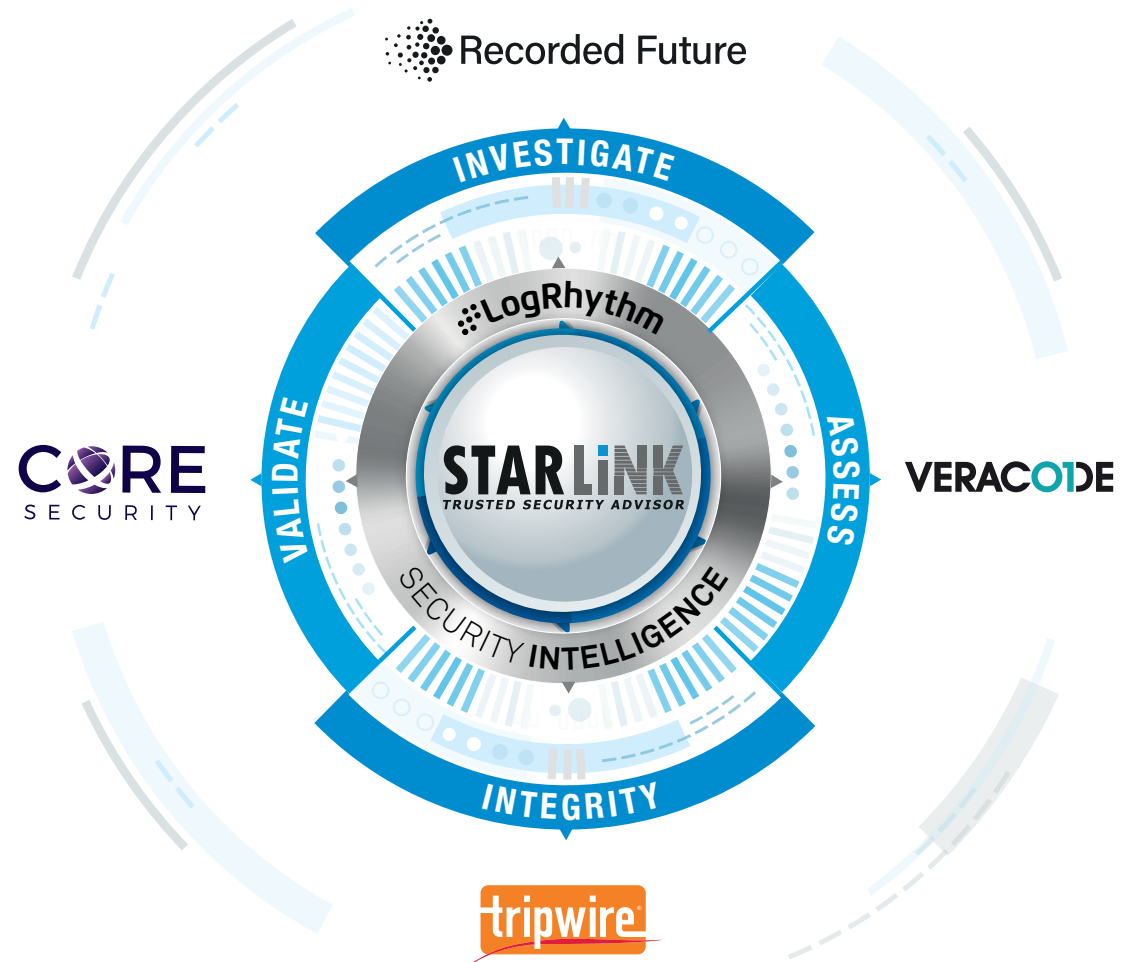 Recorded Future
INVESTIGATE
LogRhythm
VALIDATE
ASSESS
CORE
SECURITY
STARLiNK
TRUSTED SECURITY ADVISOR
VERACODE
SECURITY INTELLIGENCE
INTEGRITY
tripwire®